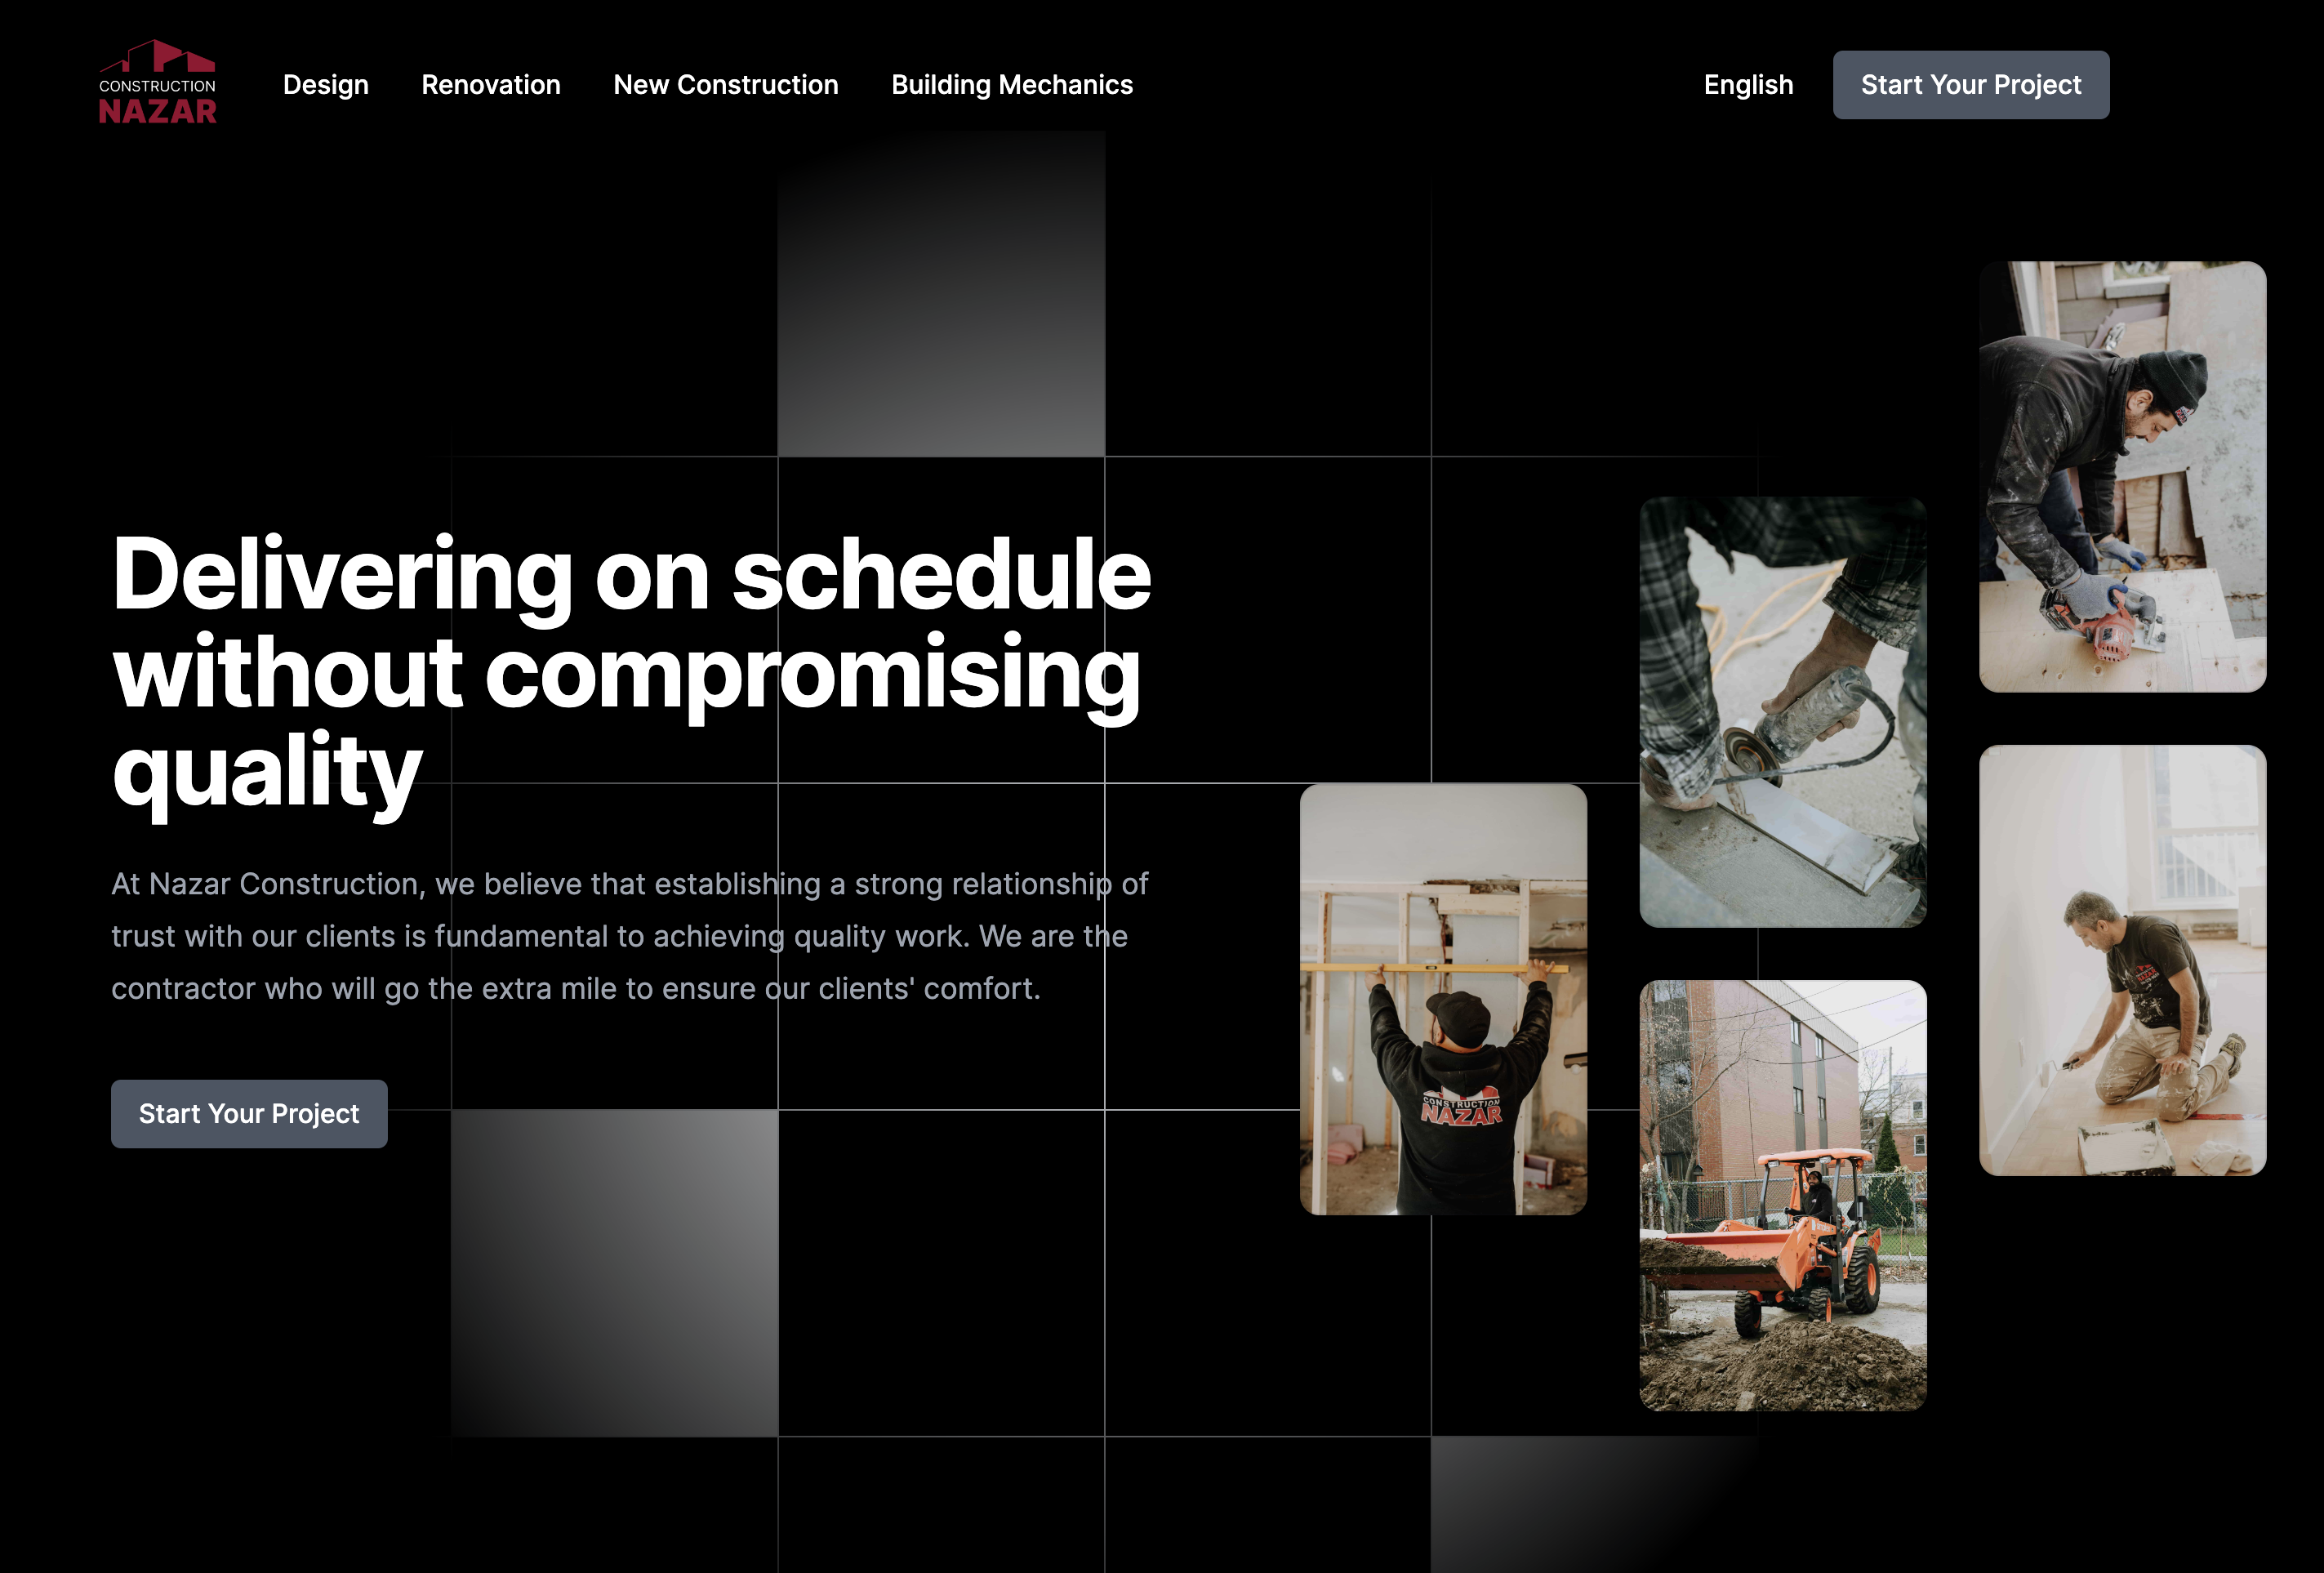 CONSTRUCTION
NAZAR
Design
Renovation
New Construction
Building Mechanics
English
Start Your Project
Delivering on schedule
without compromising
quality
At Nazar Construction, we believe that establishing a strong relationship of
trust with our clients is fundamental to achieving quality work. We are the
contractor who will go the extra mile to ensure our clients' comfort.
Start Your Project
CONSTRUCTION
NAZAR